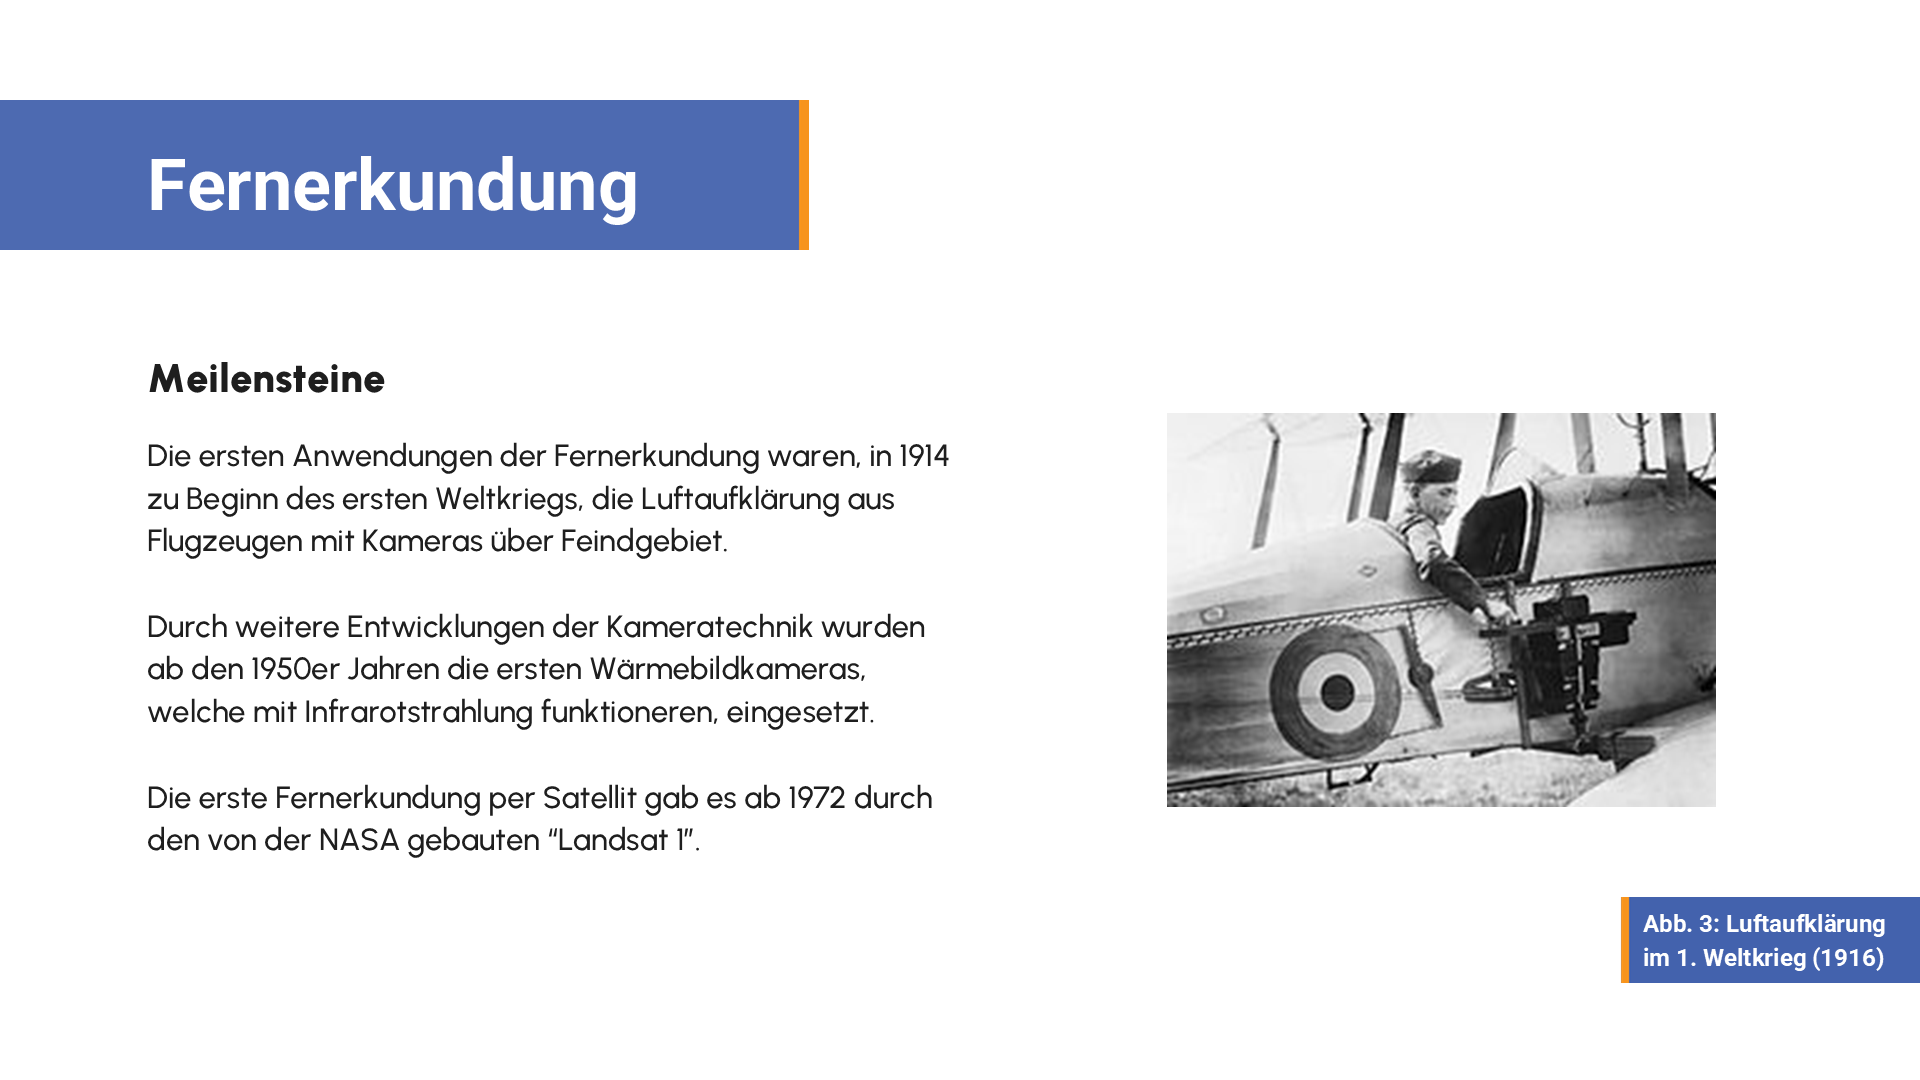 Fernerkundung
Meilensteine
Die ersten Anwendungen der Fernerkundung waren, in 1914
zu Beginn des ersten Weltkriegs, die Luftaufklärung aus
Flugzeugen mit Kameras über Feindgebiet.
Durch weitere Entwicklungen der Kameratechnik wurden
ab den 1950er Jahren die ersten Wärmebildkameras,
welche mit Infrarotstrahlung funktioneren, eingesetzt.
Die erste Fernerkundung per Satellit gab es ab 1972 durch
den von der NASA gebauten “Landsat 1”.
Abb. 3: Luftaufklärung
im 1. Weltkrieg (1916)